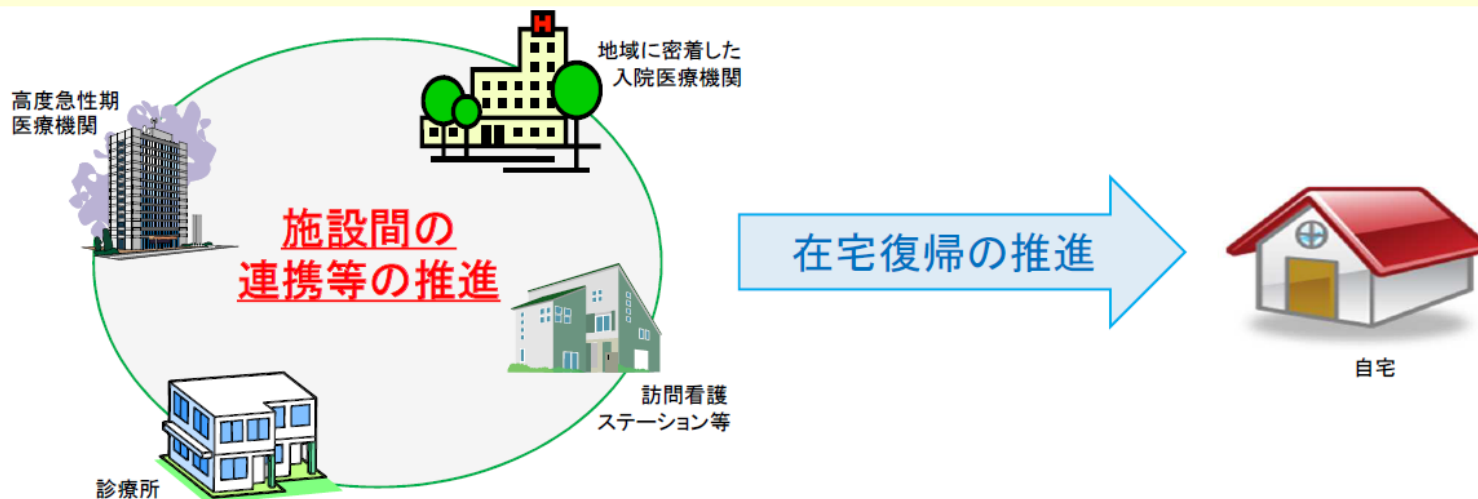 地域に密着した
入院医療機関
高度急性期
医療機関
H
施設間の
連携等の推進
在宅復帰の推進
自宅
訪問看護
ステーション等
診療所